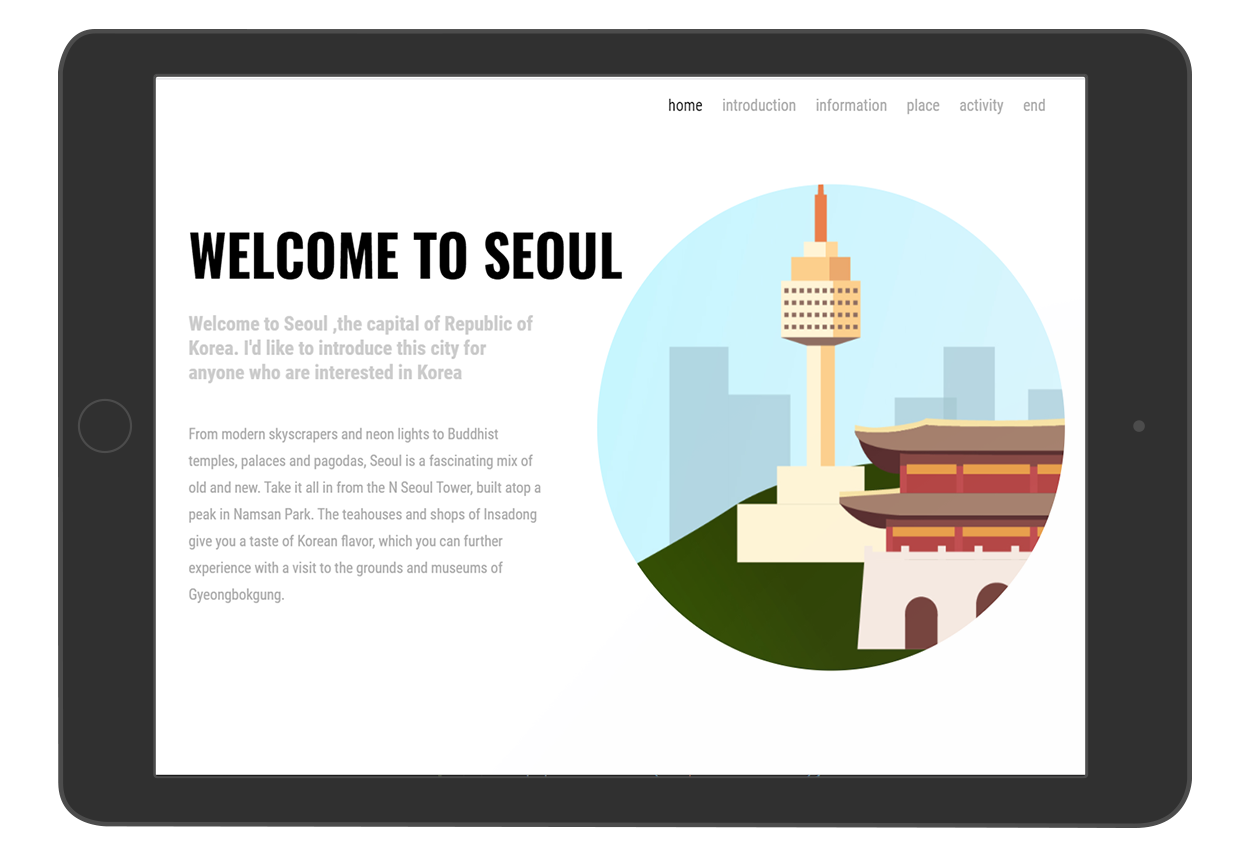 home introduction information place activity end
WELCOME TO SEOUL
Welcome to Seoul ,the capital of Republic of
Korea. I'd like to introduce this city for
anyone who are interested in Korea
From modern skyscrapers and neon lights to Buddhist
temples, palaces and pagodas, Seoul is a fascinating mix of
old and new. Take it all in from the N Seoul Tower, built atop a
peak in Namsan Park. The teahouses and shops of Insadong
give you a taste of Korean flavor, which you can further
experience with a visit to the grounds and museums of
Gyeongbokgung.